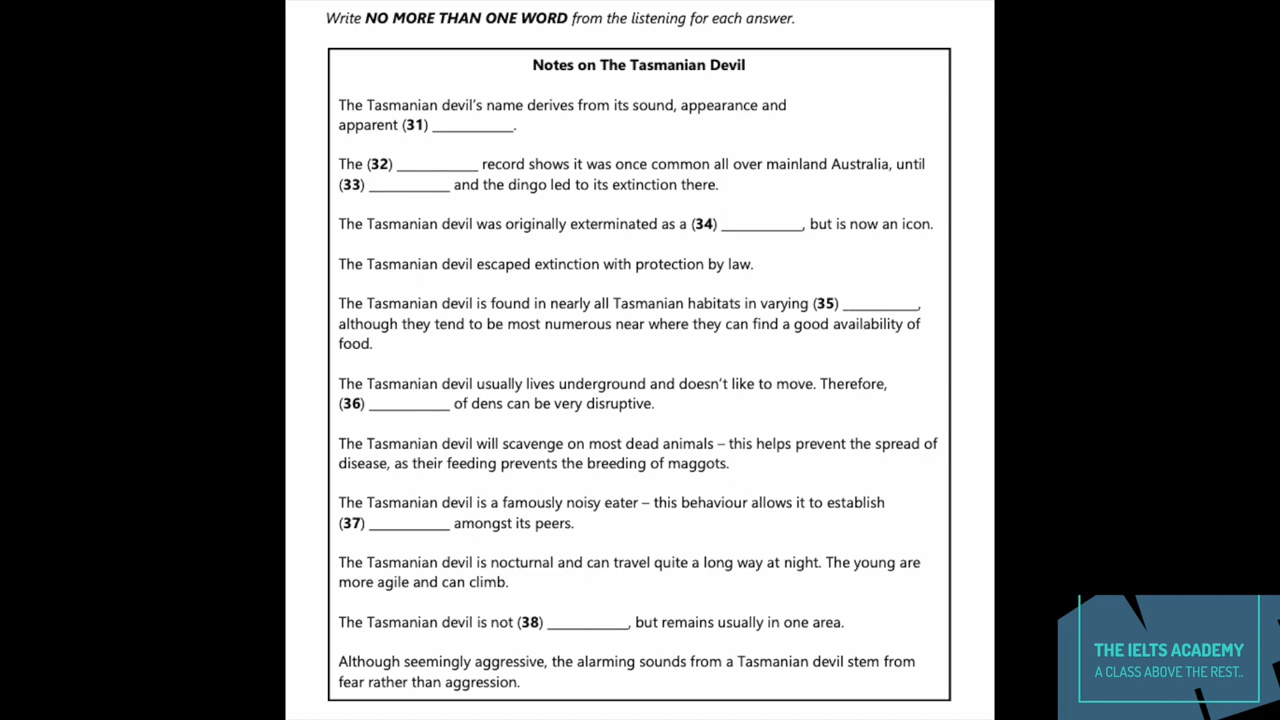 Write NO MORE THAN ONE WORD from the listening for each answer.
Notes on The Tasmanian Devil
The Tasmanian devil's name derives from its sound, appearance and
apparent (31) __________.
The (32) __________ record shows it was once common all over mainland Australia, until
(33) __________ and the dingo led to its extinction there.
The Tasmanian devil was originally exterminated as a (34) __________, but is now an icon.
The Tasmanian devil escaped extinction with protection by law.
The Tasmanian devil is found in nearly all Tasmanian habitats in varying (35) __________,
although they tend to be most numerous near where they can find a good availability of
food.
The Tasmanian devil usually lives underground and doesn't like to move. Therefore,
(36) __________ of dens can be very disruptive.
The Tasmanian devil will scavenge on most dead animals – this helps prevent the spread of
disease, as their feeding prevents the breeding of maggots.
The Tasmanian devil is a famously noisy eater – this behaviour allows it to establish
(37) __________ amongst its peers.
The Tasmanian devil is nocturnal and can travel quite a long way at night. The young are
more agile and can climb.
The Tasmanian devil is not (38) __________, but remains usually in one area.
Although seemingly aggressive, the alarming sounds from a Tasmanian devil stem from
fear rather than aggression.
THE IELTS ACADEMY
A CLASS ABOVE THE REST..